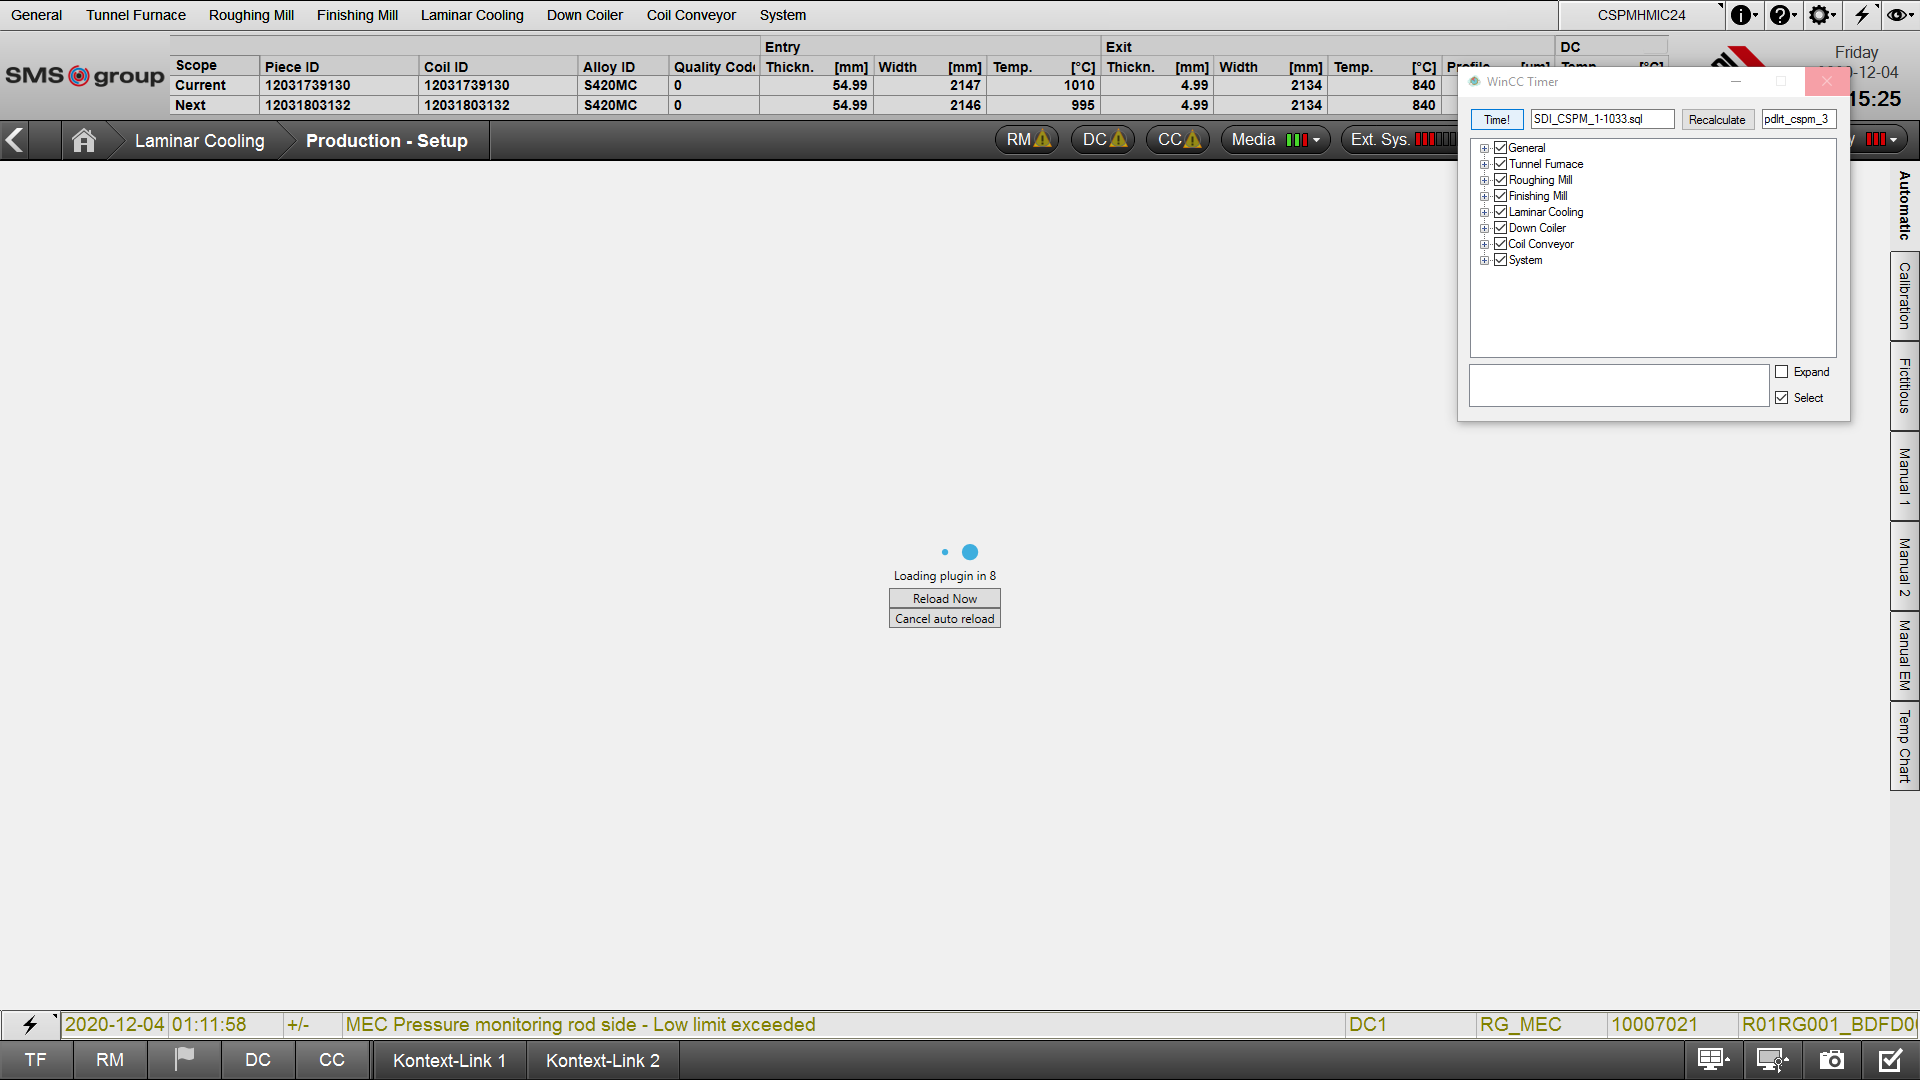 General Tunnel Furnace Roughing Mill Finishing Mill Laminar Cooling Down Coiler Coil Conveyor System CSPMHMIC24
Entry Exit DC
SMS group
Scope Piece ID Coil ID Alloy ID Quality Code Thickn. [mm] Width [mm] Temp. [°C] Thickn. [mm] Width [mm] Temp. [°C]
Current 12031739130 12031739130 S420MC 0 54.99 2147 1010 4.99 2134 840
Next 12031803132 12031803132 S420MC 0 54.99 2146 995 4.99 2134 840
Friday
-12-04
15:25
Laminar Cooling Production - Setup RM DC CC Media Ext. Sys.
WinCC Timer
Time! SDI_CSPM_1-1033.sql Recalculate pdlrt_cspm_3
General
Tunnel Furnace
Roughing Mill
Finishing Mill
Laminar Cooling
Down Coiler
Coil Conveyor
System
Expand
Select
Automatic
Calibration
Fictitious
Manual 1
Manual 2
Manual EM
Temp Chart
Loading plugin in 8
Reload Now
Cancel auto reload
2020-12-04 01:11:58 +/- MEC Pressure monitoring rod side - Low limit exceeded DC1 RG_MEC 10007021 R01RG001_BDFD0
TF RM DC CC Kontext-Link 1 Kontext-Link 2